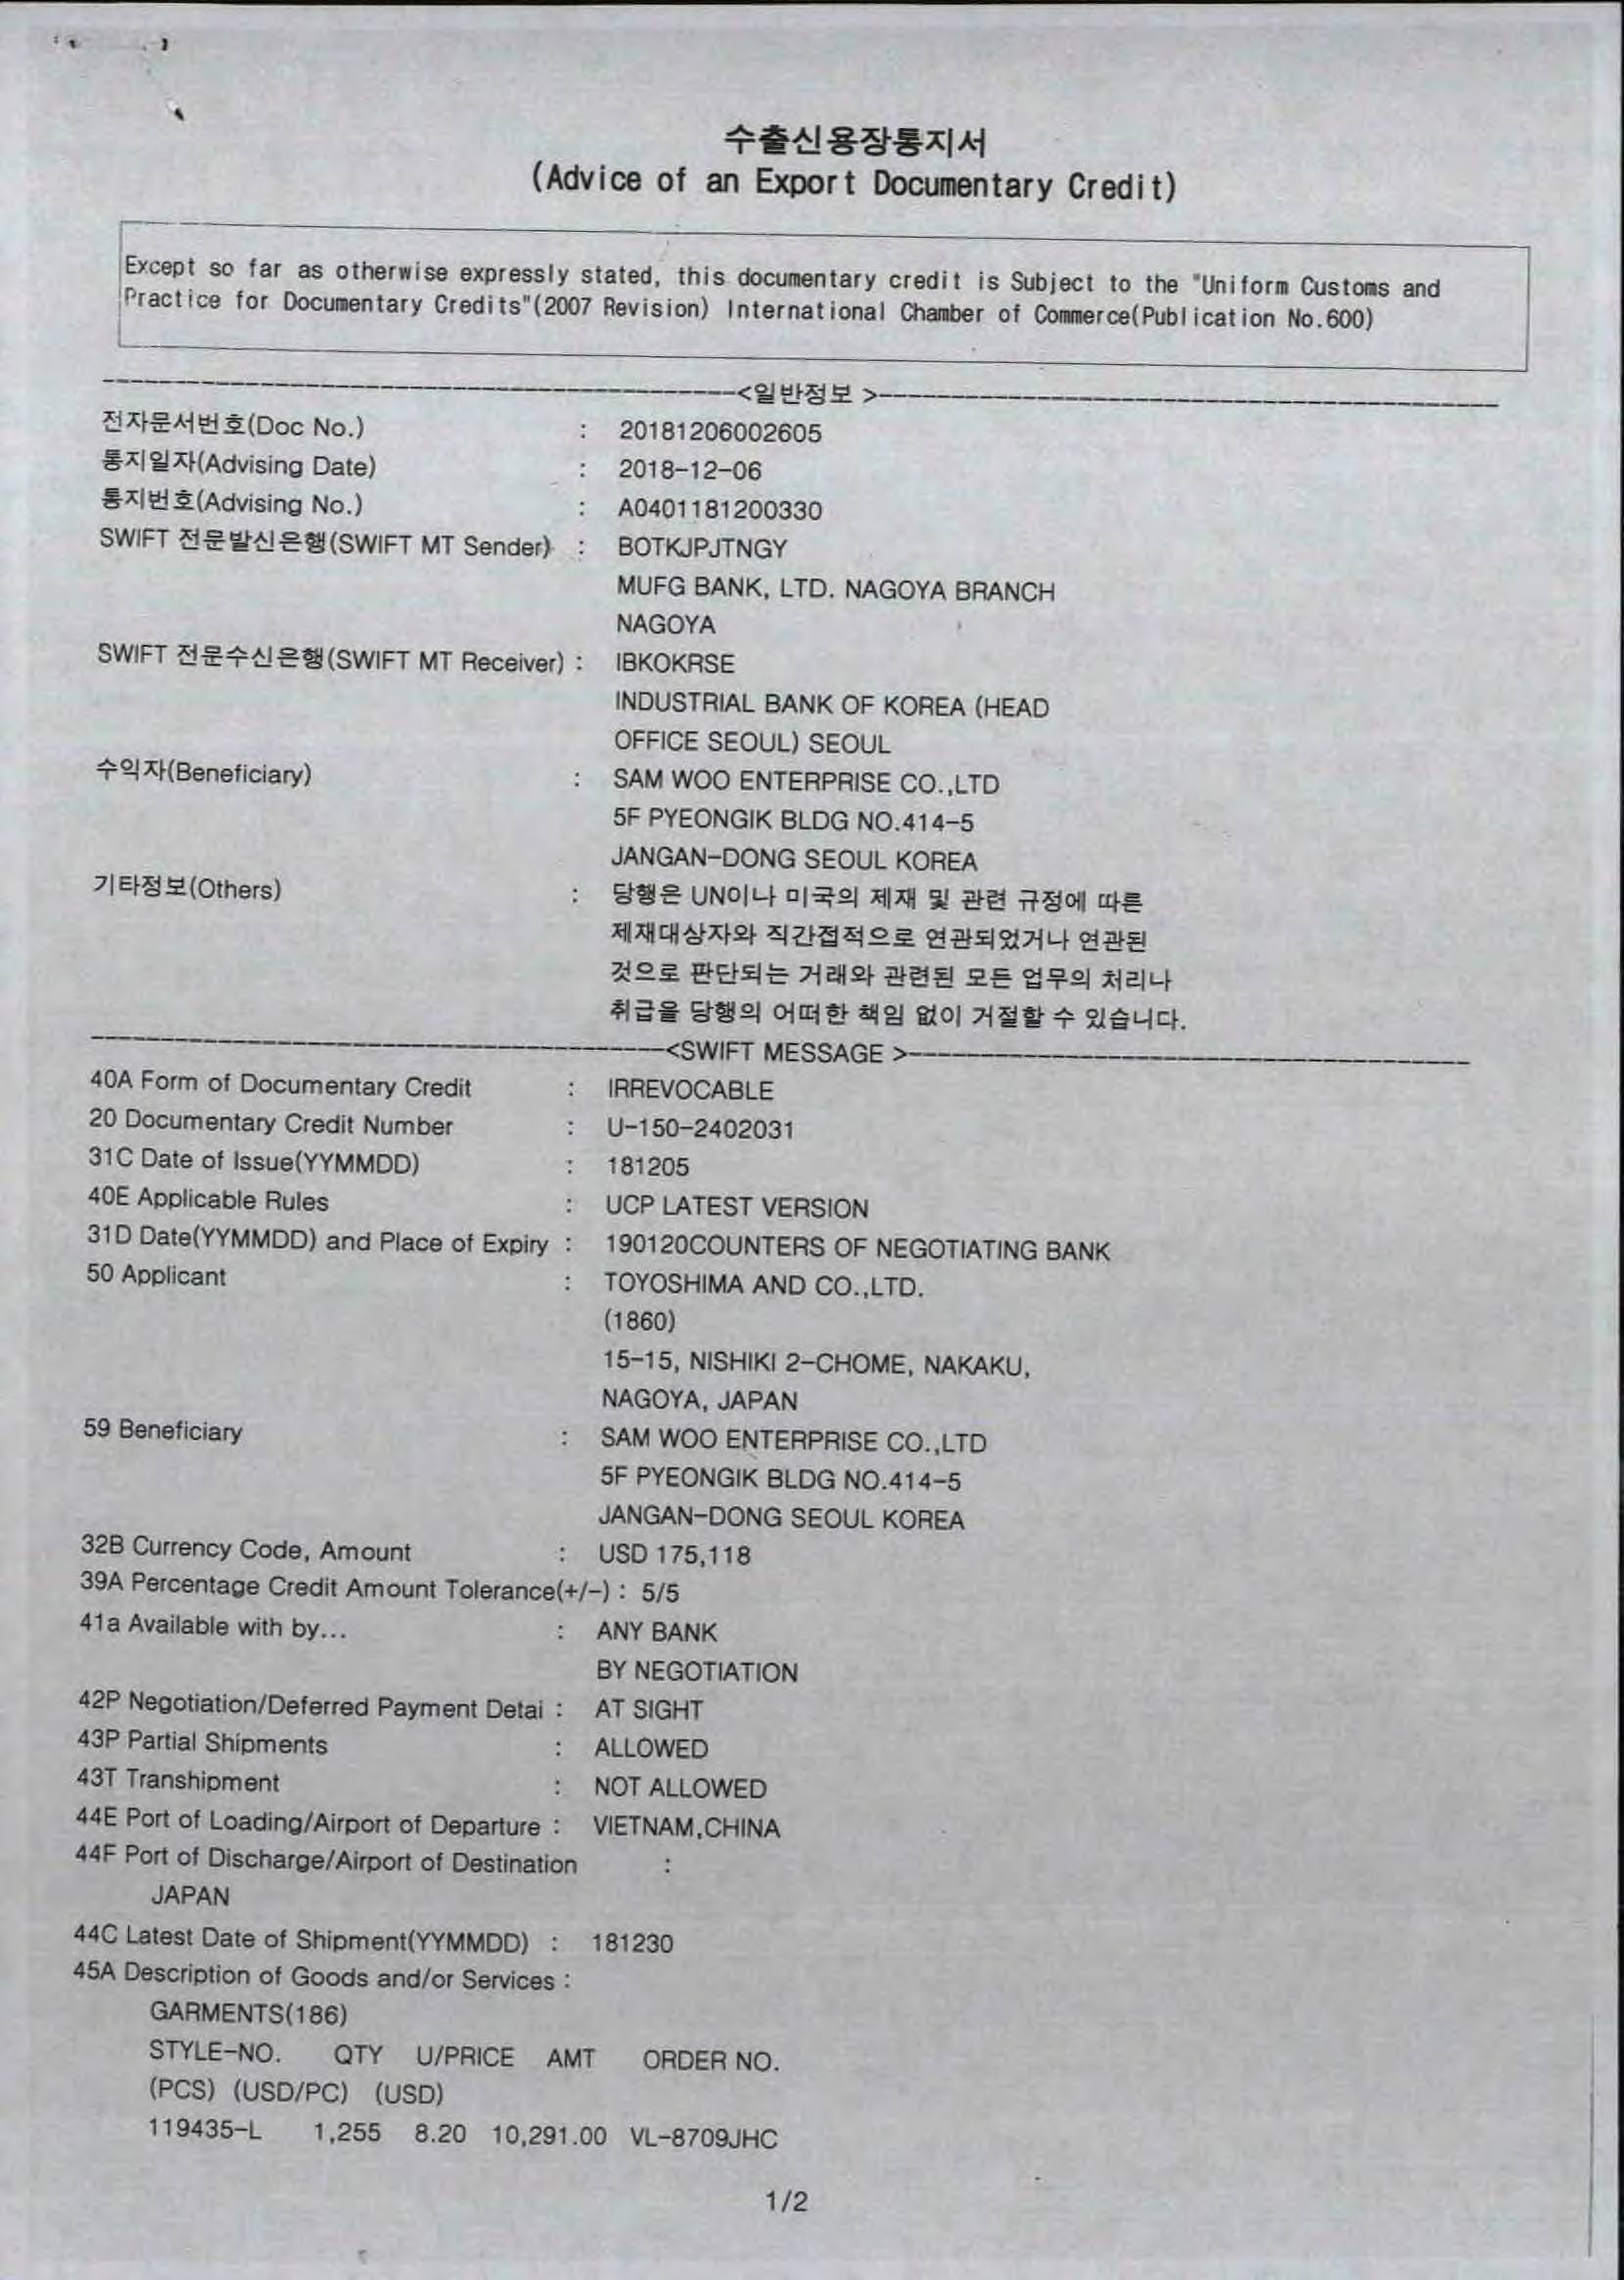 수출신용장통지서
(Advice of an Export Documentary Credit)
Except so far as otherwise expressly stated, this documentary credit is Subject to the "Uniform Customs and
Practice for Documentary Credits"(2007 Revision) International Chamber of Commerce(Publication No.600)
<일반정보 >
전자문서번호(Doc No.) : 20181206002605
통지일자(Advising Date) : 2018-12-06
통지번호(Advising No.) : A0401181200330
SWIFT 전문발신은행(SWIFT MT Sender) : BOTKJPJTNGY
MUFG BANK, LTD. NAGOYA BRANCH
NAGOYA
SWIFT 전문수신은행(SWIFT MT Receiver) : IBKOKRSE
INDUSTRIAL BANK OF KOREA (HEAD
OFFICE SEOUL) SEOUL
수익자(Beneficiary) : SAM WOO ENTERPRISE CO.,LTD
5F PYEONGIK BLDG NO.414-5
JANGAN-DONG SEOUL KOREA
기타정보(Others) : 당행은 UN이나 미국의 제재 및 관련 규정에 따른
제재대상자와 직간접적으로 연관되었거나 연관된
것으로 판단되는 거래와 관련된 모든 업무의 처리나
취급을 당행의 어떠한 책임 없이 거절할 수 있습니다.
<SWIFT MESSAGE >
40A Form of Documentary Credit : IRREVOCABLE
20 Documentary Credit Number : U-150-2402031
31C Date of Issue(YYMMDD) : 181205
40E Applicable Rules : UCP LATEST VERSION
31D Date(YYMMDD) and Place of Expiry : 190120COUNTERS OF NEGOTIATING BANK
50 Applicant : TOYOSHIMA AND CO.,LTD.
(1860)
15-15, NISHIKI 2-CHOME, NAKAKU,
NAGOYA, JAPAN
59 Beneficiary : SAM WOO ENTERPRISE CO.,LTD
5F PYEONGIK BLDG NO.414-5
JANGAN-DONG SEOUL KOREA
32B Currency Code, Amount : USD 175,118
39A Percentage Credit Amount Tolerance(+/-) : 5/5
41a Available with by... : ANY BANK
BY NEGOTIATION
42P Negotiation/Deferred Payment Detai : AT SIGHT
43P Partial Shipments : ALLOWED
43T Transhipment : NOT ALLOWED
44E Port of Loading/Airport of Departure : VIETNAM,CHINA
44F Port of Discharge/Airport of Destination :
JAPAN
44C Latest Date of Shipment(YYMMDD) : 181230
45A Description of Goods and/or Services :
GARMENTS(186)
STYLE-NO. QTY U/PRICE AMT ORDER NO.
(PCS) (USD/PC) (USD)
119435-L 1,255 8.20 10,291.00 VL-8709JHC
1/2